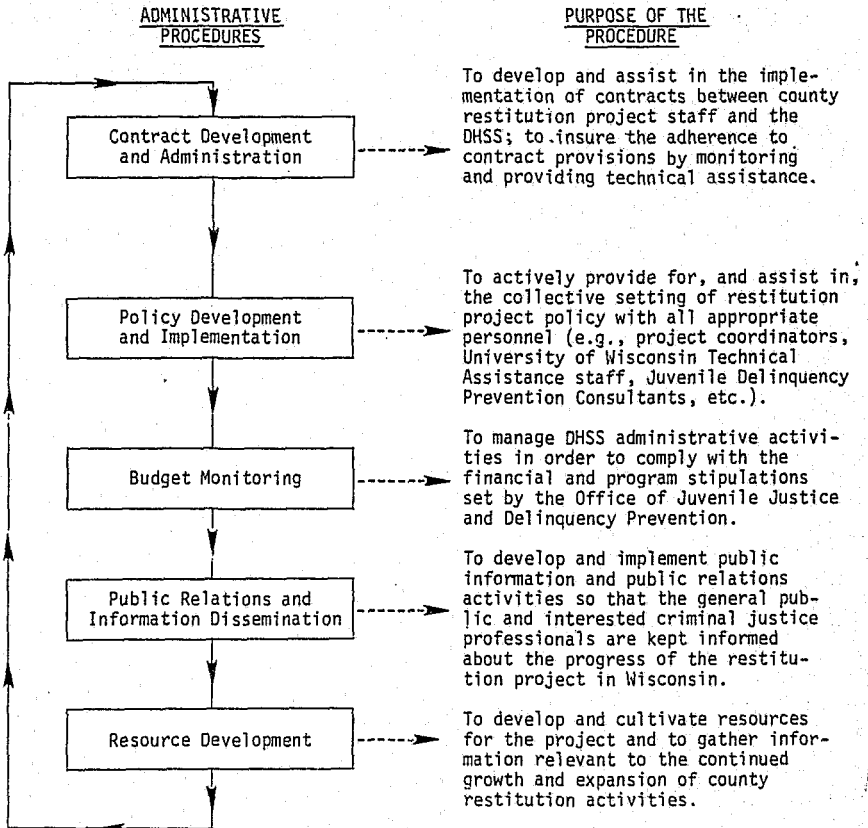 ADMINISTRATIVE
PROCEDURES
PURPOSE OF THE
PROCEDURE
Contract Development
and Administration
To develop and assist in the imple-
mentation of contracts between county
restitution project staff and the
DHSS; to insure the adherence to
contract provisions by monitoring
and providing technical assistance.
Policy Development
and Implementation
To actively provide for, and assist in,
the collective setting of restitution
project policy with all appropriate
personnel (e.g., project coordinators,
University of Wisconsin Technical
Assistance staff, Juvenile Delinquency
Prevention Consultants, etc.).
Budget Monitoring
To manage DHSS administrative activi-
ties in order to comply with the
financial and program stipulations
set by the Office of Juvenile Justice
and Delinquency Prevention.
Public Relations and
Information Dissemination
To develop and implement public
information and public relations
activities so that the general pub-
lic and interested criminal justice
professionals are kept informed
about the progress of the restitu-
tion project in Wisconsin.
Resource Development
To develop and cultivate resources
for the project and to gather infor-
mation relevant to the continued
growth and expansion of county
restitution activities.